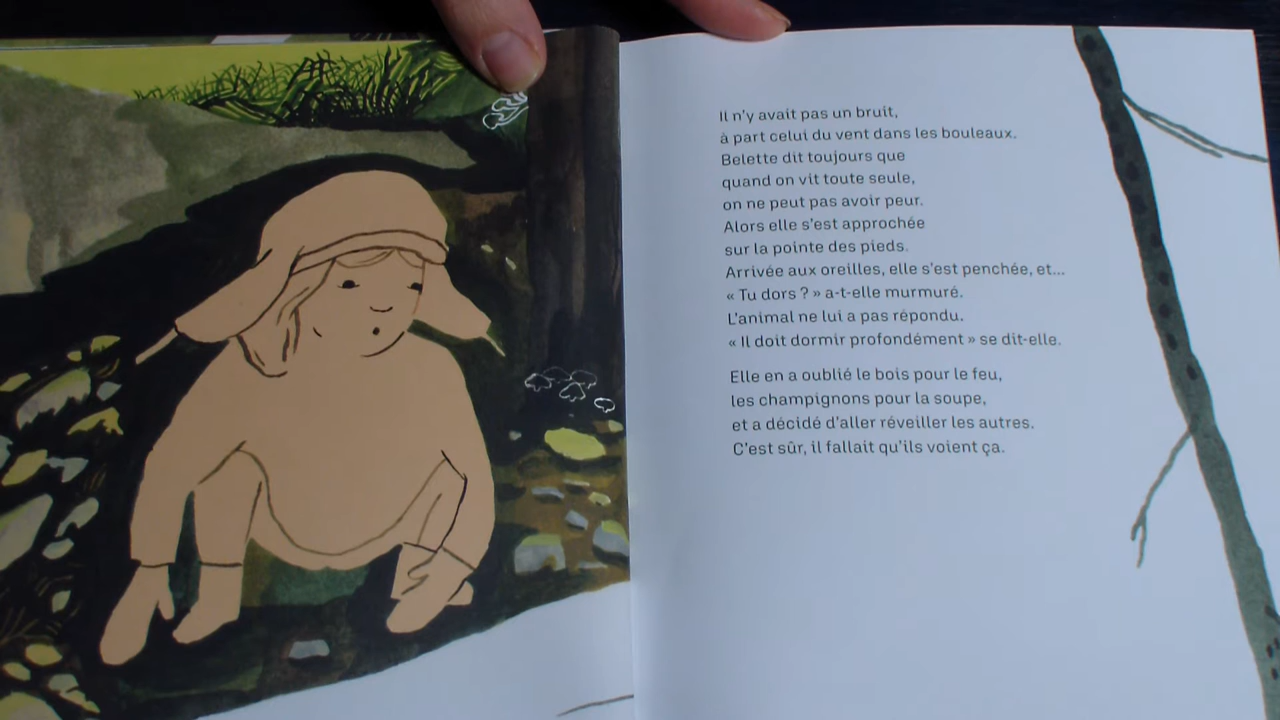 Il n'y avait pas un bruit,
à part celui du vent dans les bouleaux.
Belette dit toujours que
quand on vit toute seule,
on ne peut pas avoir peur.
Alors elle s'est approchée
sur la pointe des pieds.
Arrivée aux oreilles, elle s'est penchée, et...
« Tu dors ? » a-t-elle murmuré.
L'animal ne lui a pas répondu.
« Il doit dormir profondément » se dit-elle.
Elle en a oublié le bois pour le feu,
les champignons pour la soupe,
et a décidé d'aller réveiller les autres.
C'est sûr, il fallait qu'ils voient ça.